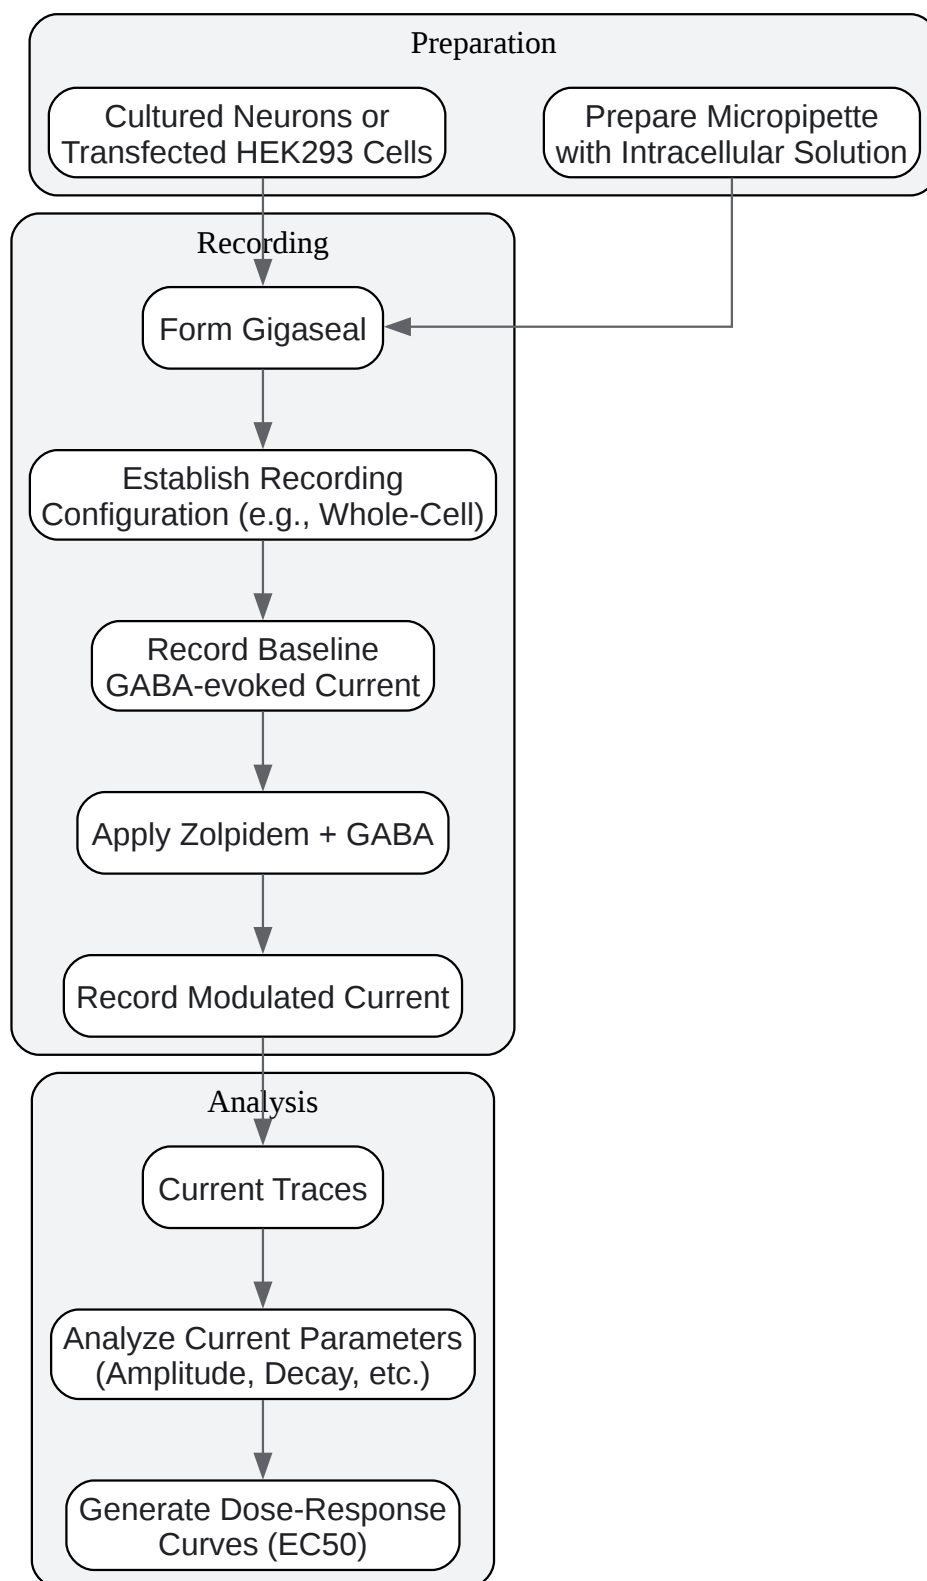 Preparation
Cultured Neurons or
Transfected HEK293 Cells
Prepare Micropipette
with Intracellular Solution
Recording
Form Gigaseal
Establish Recording
Configuration (e.g., Whole-Cell)
Record Baseline
GABA-evoked Current
Apply Zolpidem + GABA
Record Modulated Current
Analysis
Current Traces
Analyze Current Parameters
(Amplitude, Decay, etc.)
Generate Dose-Response
Curves (EC50)